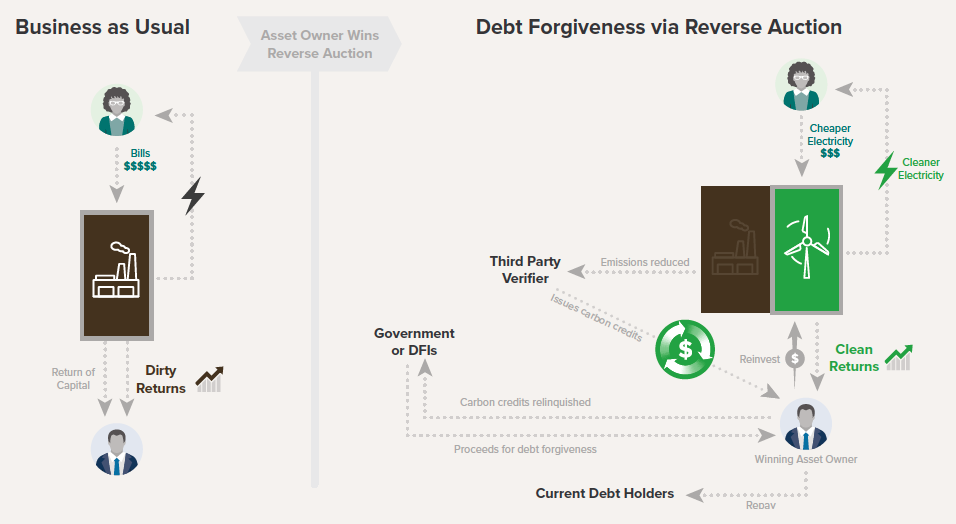 Business as Usual
Asset Owner Wins
Reverse Auction
Debt Forgiveness via Reverse Auction
Bills
$$$$$
Return of
Capital
Dirty
Returns
Cheaper
Electricity
$$$
Cleaner
Electricity
Third Party
Verifier
Emissions reduced
Issues carbon credits
$
Government
or DFIs
Reinvest
$
Clean
Returns
Carbon credits relinquished
Proceeds for debt forgiveness
Winning Asset Owner
Current Debt Holders
Repay